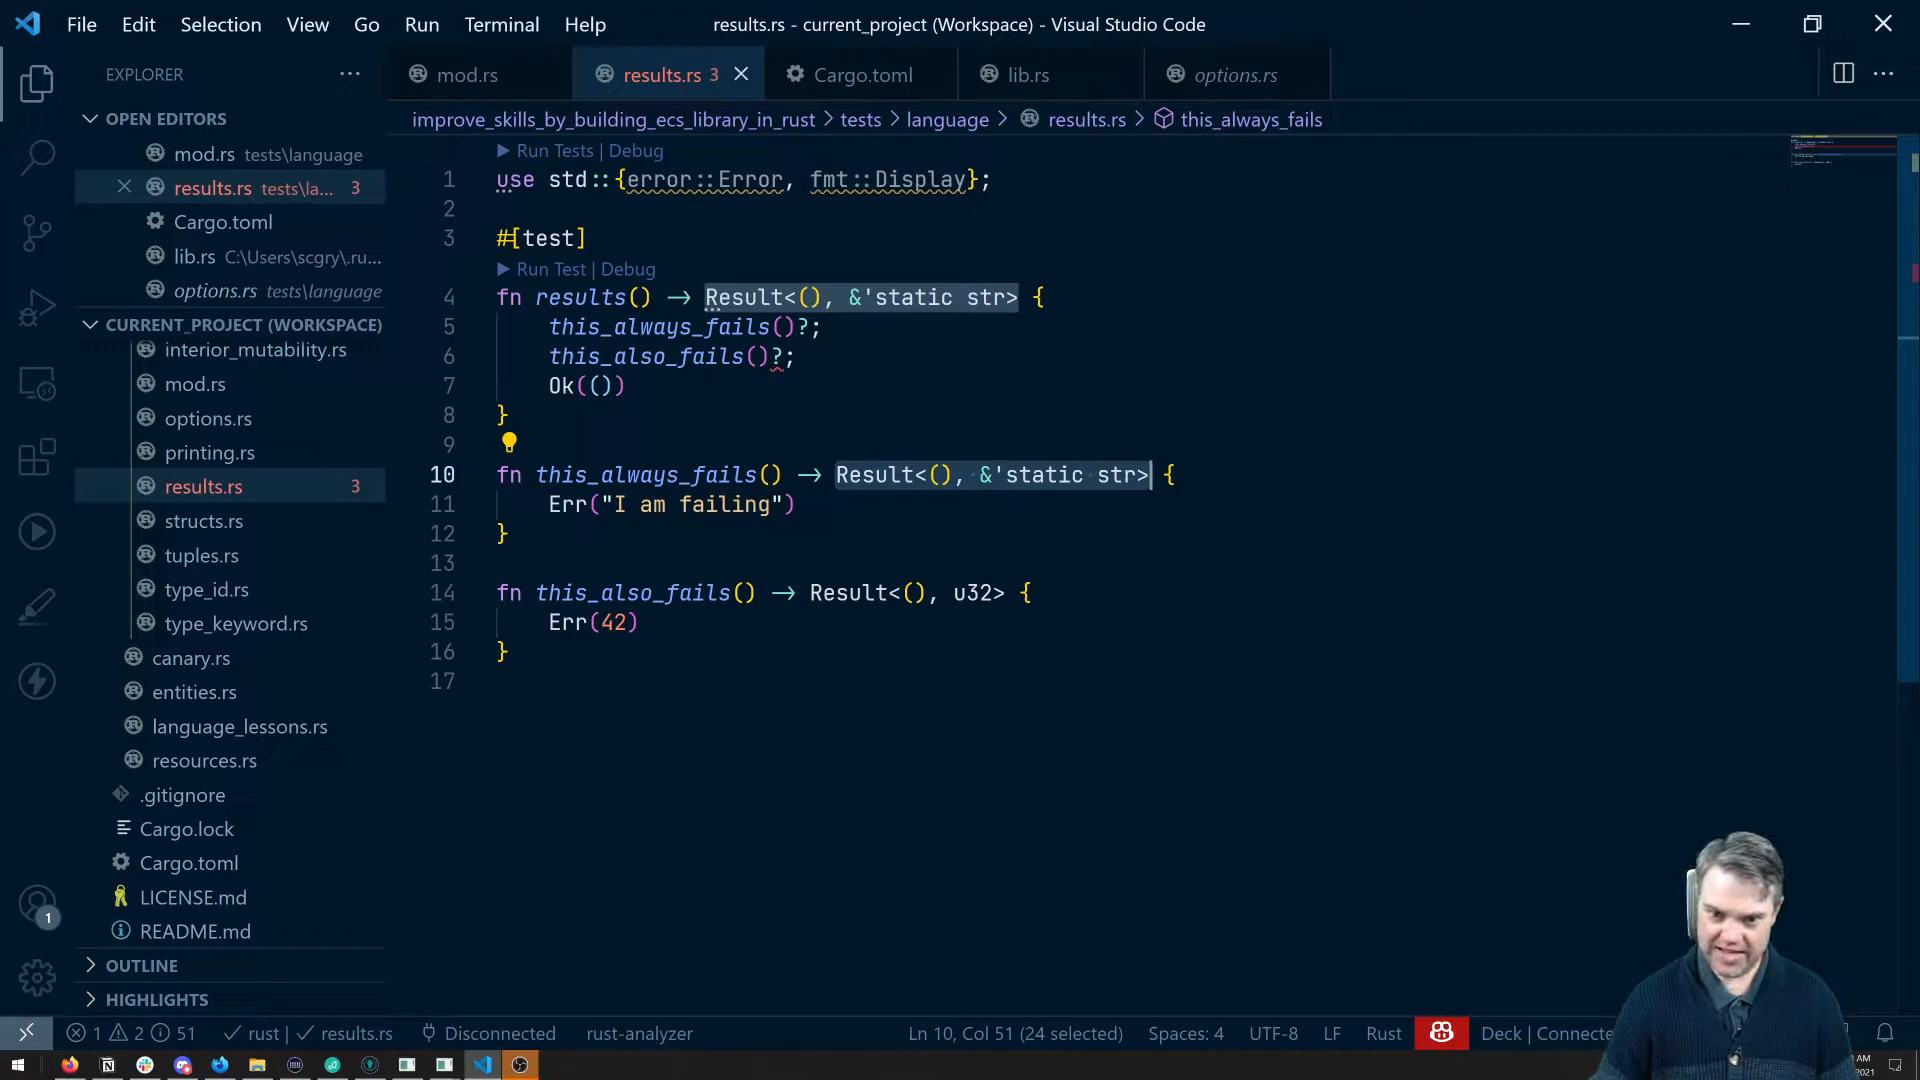 File Edit Selection View Go Run Terminal Help
results.rs - current_project (Workspace) - Visual Studio Code
EXPLORER
mod.rs
results.rs 3
Cargo.toml
lib.rs
options.rs
OPEN EDITORS
mod.rs tests\language
results.rs tests\la... 3
Cargo.toml
lib.rs C:\Users\scgry\.ru...
options.rs tests\language
CURRENT_PROJECT (WORKSPACE)
interior_mutability.rs
mod.rs
options.rs
printing.rs
results.rs 3
structs.rs
tuples.rs
type_id.rs
type_keyword.rs
canary.rs
entities.rs
language_lessons.rs
resources.rs
.gitignore
Cargo.lock
Cargo.toml
LICENSE.md
README.md
OUTLINE
HIGHLIGHTS
1
improve_skills_by_building_ecs_library_in_rust > tests > language > results.rs > this_always_fails
Run Tests | Debug
1 use std::{error::Error, fmt::Display};
2
3 #[test]
Run Test | Debug
4 fn results() -> Result<(), &'static str> {
5 this_always_fails()?;
6 this_also_fails()?;
7 Ok(())
8 }
9
10 fn this_always_fails() -> Result<(), &'static str> {
11 Err("I am failing")
12 }
13
14 fn this_also_fails() -> Result<(), u32> {
15 Err(42)
16 }
17
1 2 51 rust | results.rs Disconnected rust-analyzer
Ln 10, Col 51 (24 selected) Spaces: 4 UTF-8 LF Rust Deck | Connecte
AM
2021